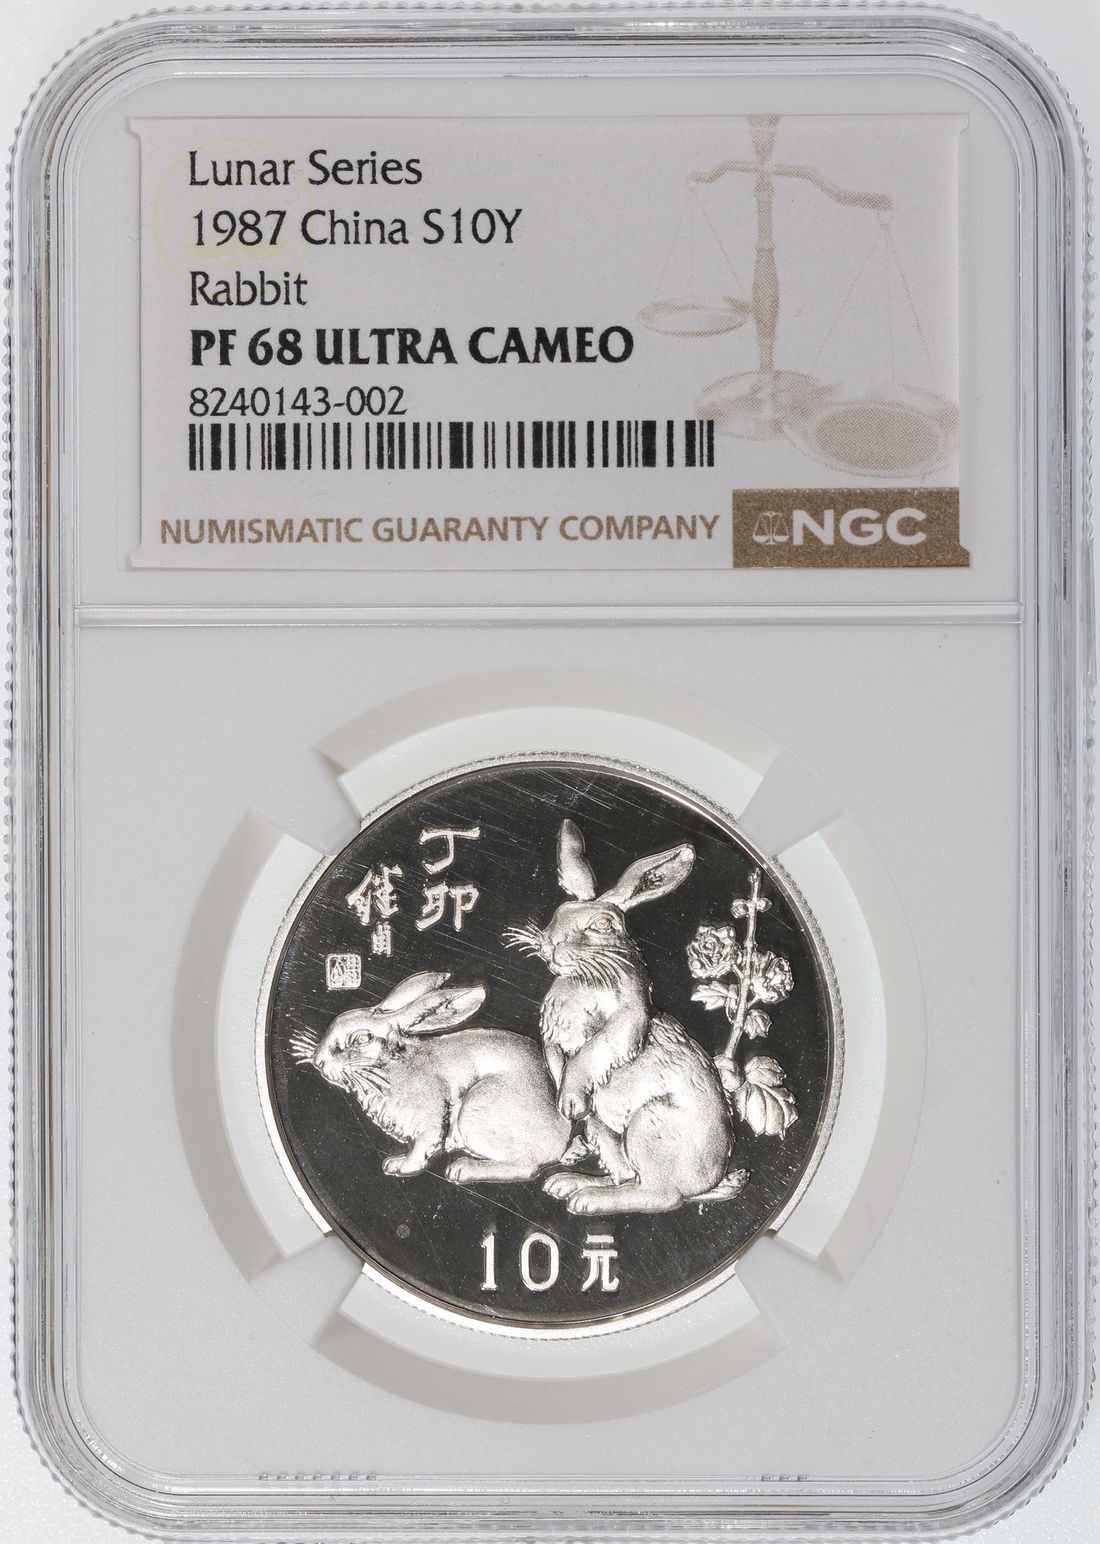 Lunar Series
1987 China S10Y
Rabbit
PF 68 ULTRA CAMEO
8240143-002
NUMISMATIC GUARANTY COMPANY
NGC
丁卯
10元